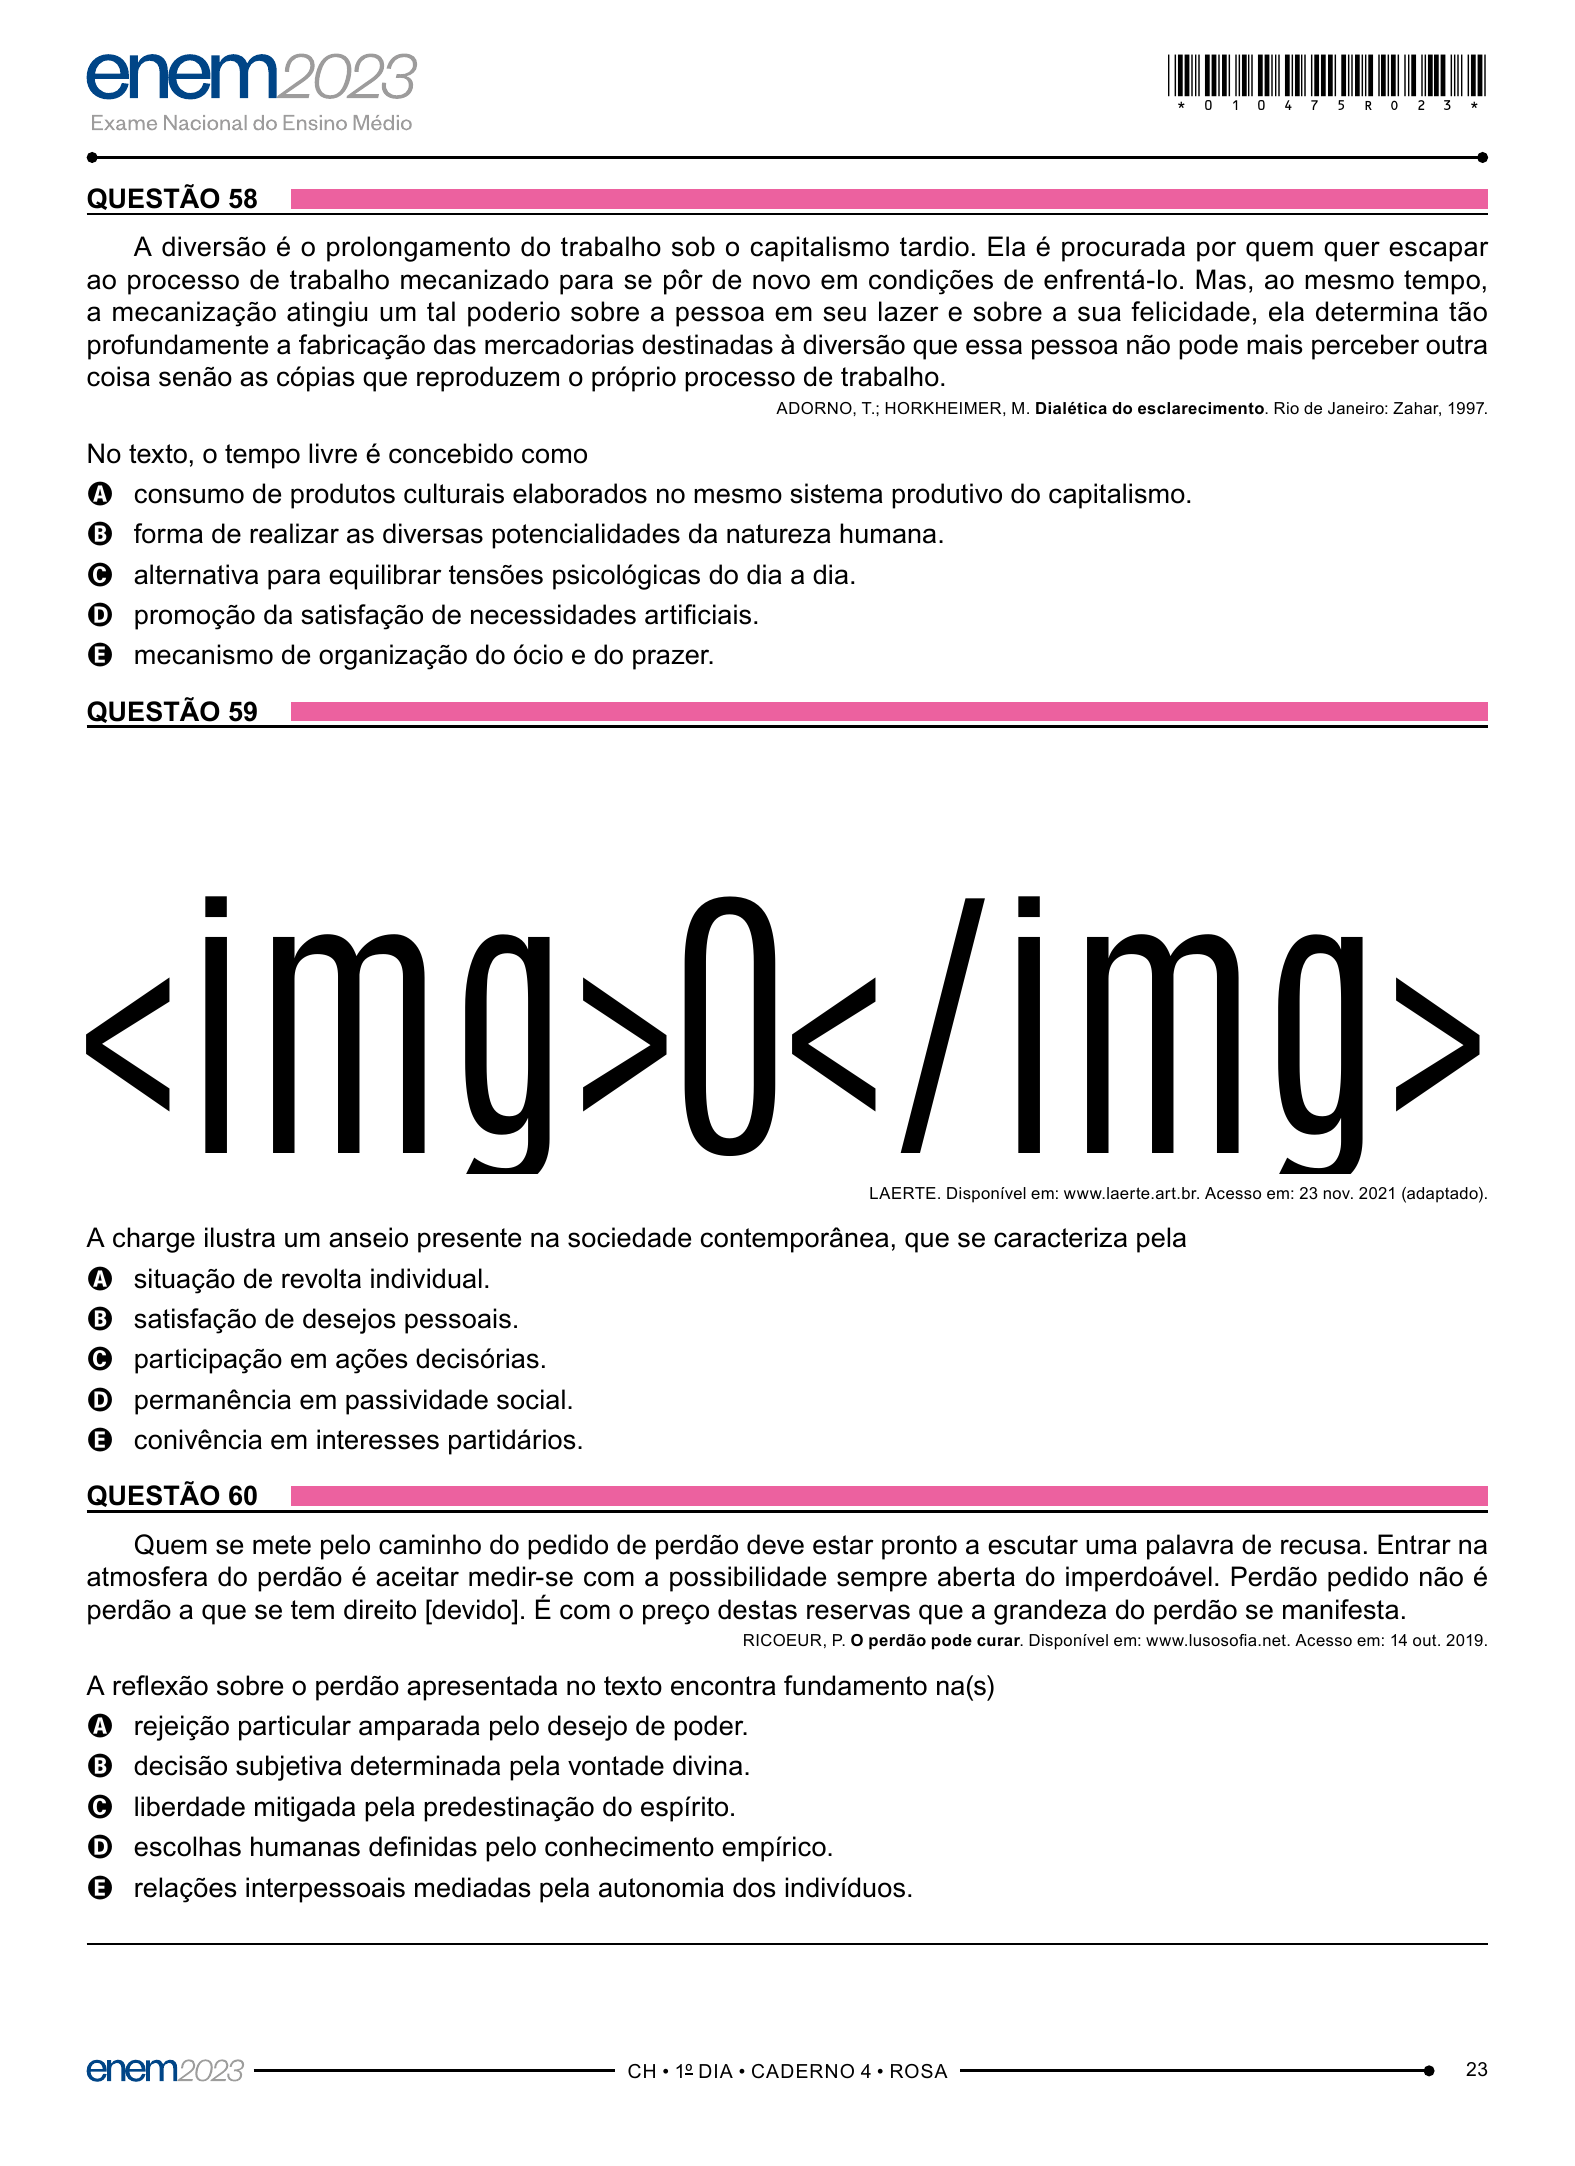 enem2023
Exame Nacional do Ensino Médio
*010475R023*
QUESTÃO 58
A diversão é o prolongamento do trabalho sob o capitalismo tardio. Ela é procurada por quem quer escapar
ao processo de trabalho mecanizado para se pôr de novo em condições de enfrentá-lo. Mas, ao mesmo tempo,
a mecanização atingiu um tal poderio sobre a pessoa em seu lazer e sobre a sua felicidade, ela determina tão
profundamente a fabricação das mercadorias destinadas à diversão que essa pessoa não pode mais perceber outra
coisa senão as cópias que reproduzem o próprio processo de trabalho.
ADORNO, T.; HORKHEIMER, M. Dialética do esclarecimento. Rio de Janeiro: Zahar, 1997.
No texto, o tempo livre é concebido como
A consumo de produtos culturais elaborados no mesmo sistema produtivo do capitalismo.
B forma de realizar as diversas potencialidades da natureza humana.
C alternativa para equilibrar tensões psicológicas do dia a dia.
D promoção da satisfação de necessidades artificiais.
E mecanismo de organização do ócio e do prazer.
QUESTÃO 59
<img>0</img>
LAERTE. Disponível em: www.laerte.art.br. Acesso em: 23 nov. 2021 (adaptado).
A charge ilustra um anseio presente na sociedade contemporânea, que se caracteriza pela
A situação de revolta individual.
B satisfação de desejos pessoais.
C participação em ações decisórias.
D permanência em passividade social.
E conivência em interesses partidários.
QUESTÃO 60
Quem se mete pelo caminho do pedido de perdão deve estar pronto a escutar uma palavra de recusa. Entrar na
atmosfera do perdão é aceitar medir-se com a possibilidade sempre aberta do imperdoável. Perdão pedido não é
perdão a que se tem direito [devido]. É com o preço destas reservas que a grandeza do perdão se manifesta.
RICOEUR, P. O perdão pode curar. Disponível em: www.lusosofia.net. Acesso em: 14 out. 2019.
A reflexão sobre o perdão apresentada no texto encontra fundamento na(s)
A rejeição particular amparada pelo desejo de poder.
B decisão subjetiva determinada pela vontade divina.
C liberdade mitigada pela predestinação do espírito.
D escolhas humanas definidas pelo conhecimento empírico.
E relações interpessoais mediadas pela autonomia dos indivíduos.
enem2023
CH • 1º DIA • CADERNO 4 • ROSA
23